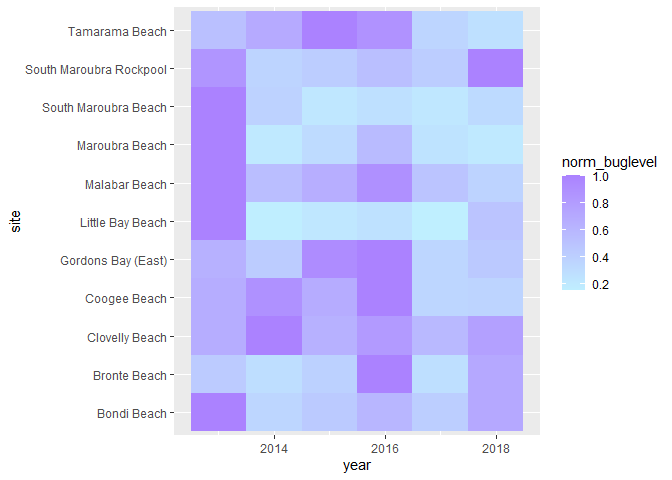 Tamarama Beach
South Maroubra Rockpool
South Maroubra Beach
Maroubra Beach
Malabar Beach
Little Bay Beach
Gordons Bay (East)
Coogee Beach
Clovelly Beach
Bronte Beach
Bondi Beach
site
2014
2016
2018
year
norm_buglevel
1.0
0.8
0.6
0.4
0.2